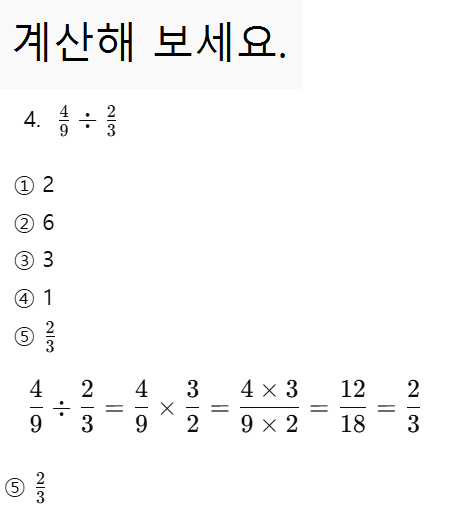 계산해 보세요.
4. 4/9 ÷ 2/3
① 2
② 6
③ 3
④ 1
⑤ 2/3
4/9 ÷ 2/3 = 4/9 × 3/2 = (4 × 3)/(9 × 2) = 12/18 = 2/3
⑤ 2/3